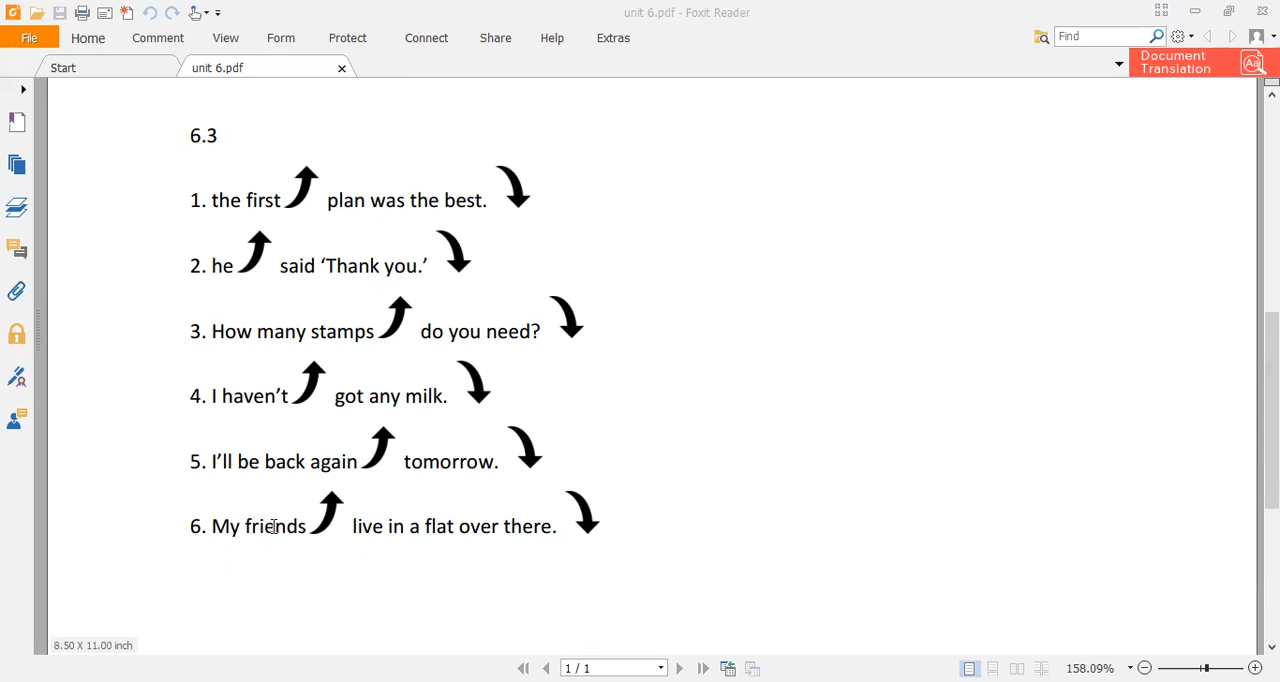 unit 6.pdf - Foxit Reader
File Home Comment View Form Protect Connect Share Help Extras Find
Start unit 6.pdf
Document Translation
6.3
1. the first plan was the best.
2. he said ‘Thank you.’
3. How many stamps do you need?
4. I haven’t got any milk.
5. I’ll be back again tomorrow.
6. My friends live in a flat over there.
8.50 X 11.00 inch
1 / 1 158.09%